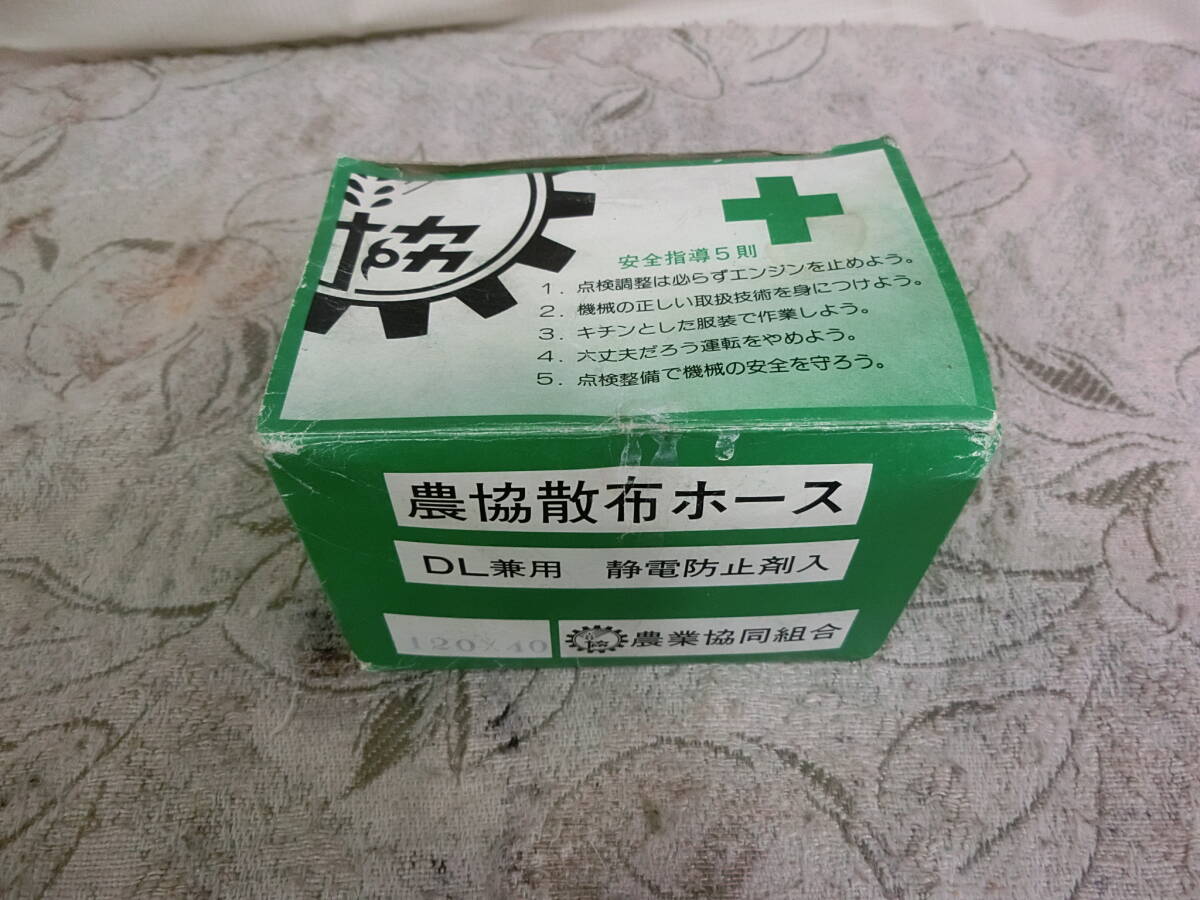 協
安全指導5則
1. 点検調整は必らずエンジンを止めよう。
2. 機械の正しい取扱技術を身につけよう。
3. キチンとした服装で作業しよう。
4. 大丈夫だろう運転をやめよう。
5. 点検整備で機械の安全を守ろう。
農協散布ホース
DL兼用 静電防止剤入
120×40
協 農業協同組合